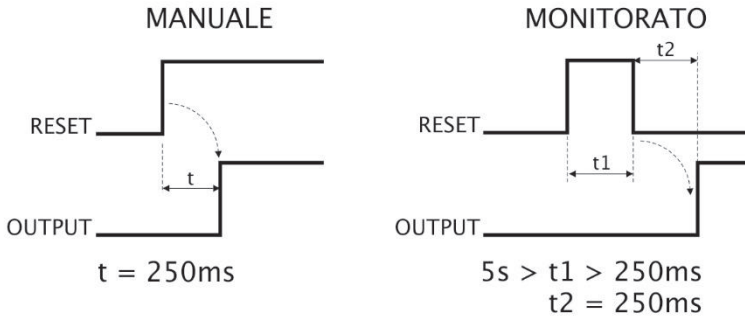 MANUALE
RESET
t
OUTPUT
t = 250ms
MONITORATO
t2
RESET
t1
OUTPUT
5s > t1 > 250ms
t2 = 250ms